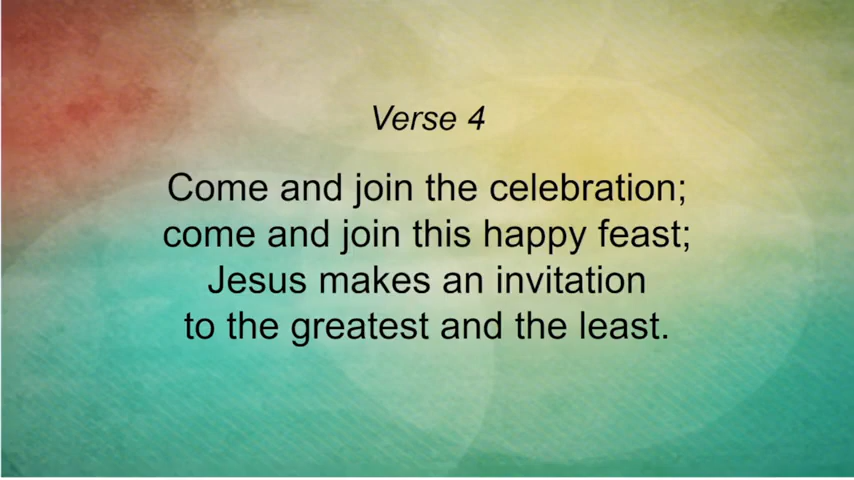 Verse 4
Come and join the celebration;
come and join this happy feast;
Jesus makes an invitation
to the greatest and the least.